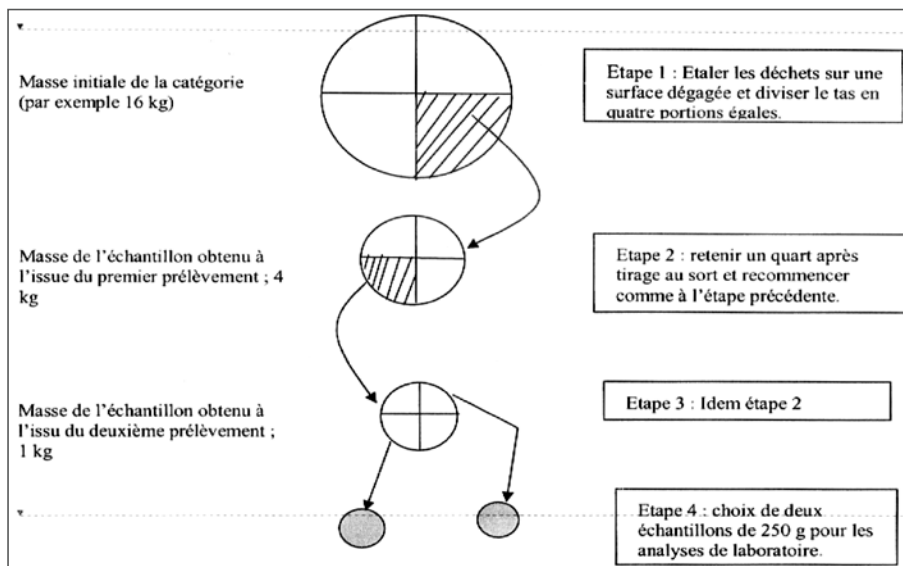 Masse initiale de la catégorie
(par exemple 16 kg)
Etape 1 : Etaler les déchets sur une
surface dégagée et diviser le tas en
quatre portions égales.
Masse de l'échantillon obtenu à
l'issue du premier prélèvement ; 4
kg
Etape 2 : retenir un quart après
tirage au sort et recommencer
comme à l'étape précédente.
Masse de l'échantillon obtenu à
l'issu du deuxième prélèvement ;
1 kg
Etape 3 : Idem étape 2
Etape 4 : choix de deux
échantillons de 250 g pour les
analyses de laboratoire.